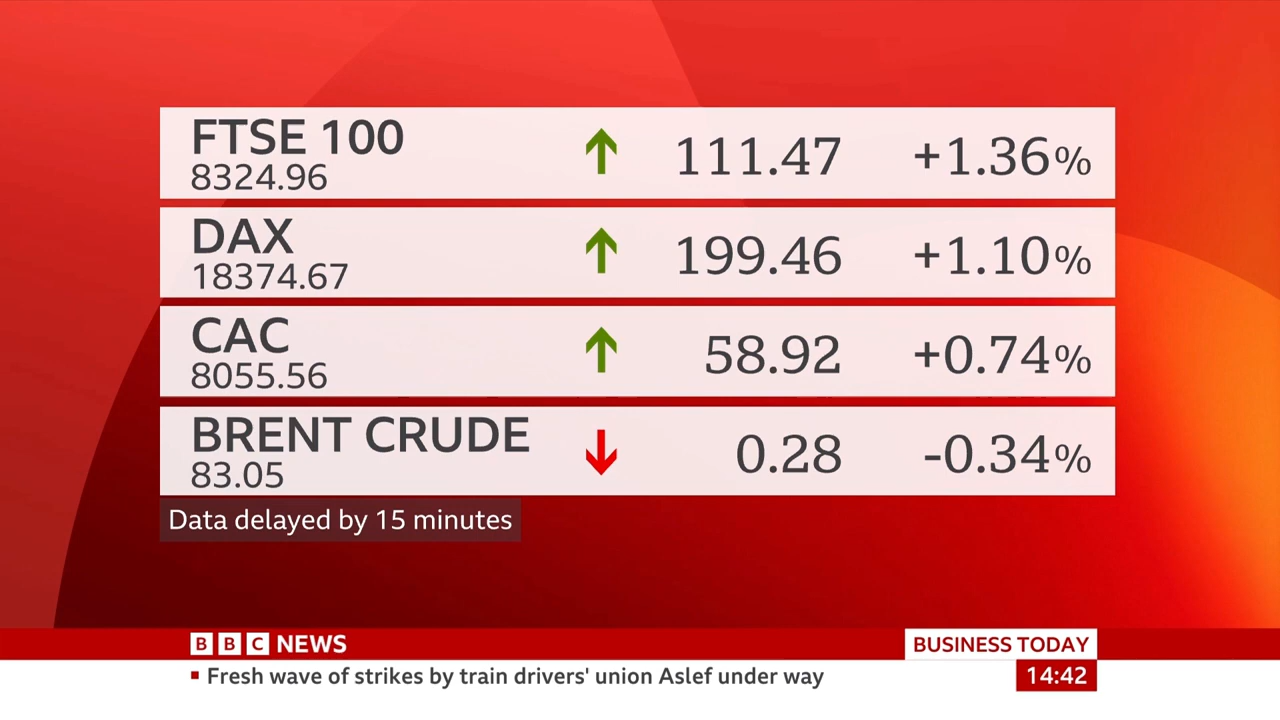 FTSE 100
8324.96
↑ 111.47 +1.36%
DAX
18374.67
↑ 199.46 +1.10%
CAC
8055.56
↑ 58.92 +0.74%
BRENT CRUDE
83.05
↓ 0.28 -0.34%
Data delayed by 15 minutes
BBC NEWS
BUSINESS TODAY
Fresh wave of strikes by train drivers' union Aslef under way
14:42